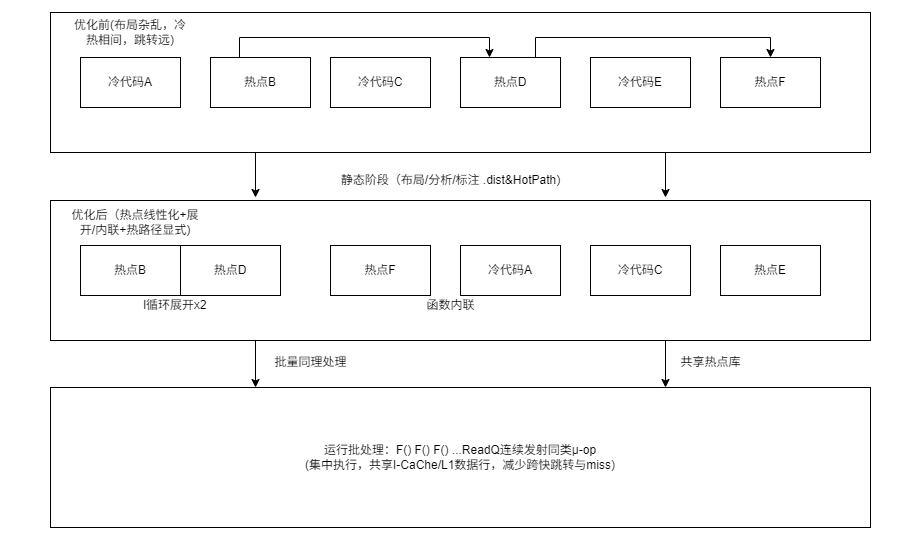 优化前(布局杂乱，冷
热相间，跳转远)
冷代码A
热点B
冷代码C
热点D
冷代码E
热点F
静态阶段（布局/分析/标注 .dist&HotPath)
优化后（热点线性化+展
开/内联+热路径显式)
热点B
热点D
热点F
冷代码A
冷代码C
热点E
l循环展开x2
函数内联
批量同理处理
共享热点库
运行批处理：F() F() F() ...ReadQ连续发射同类μ-op
(集中执行，共享I-CaChe/L1数据行，减少跨快跳转与miss)